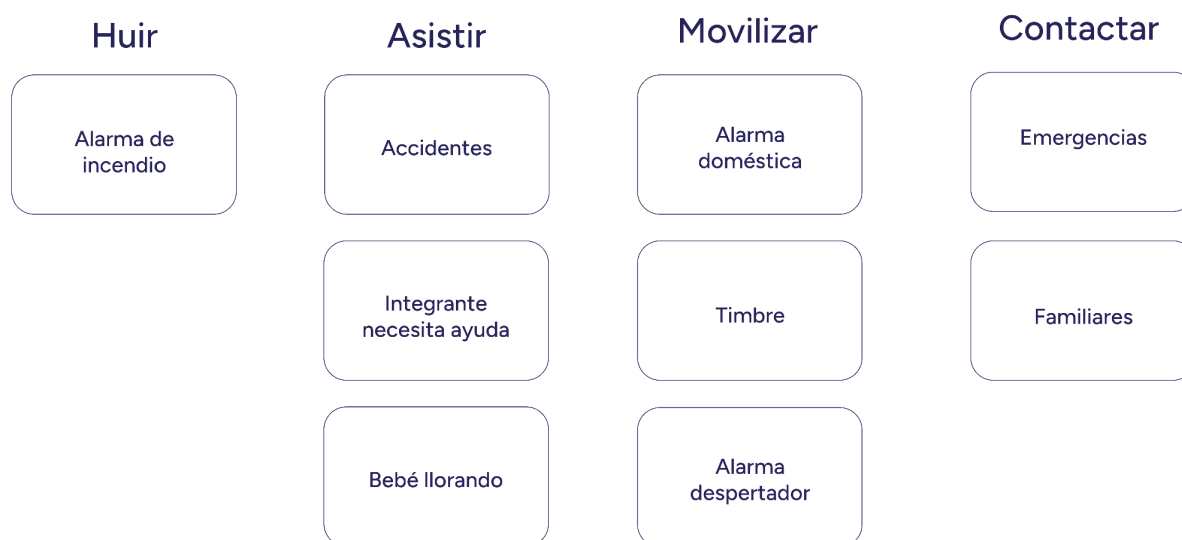 Huir
Asistir
Movilizar
Contactar
Alarma de
incendio
Accidentes
Alarma
doméstica
Emergencias
Integrante
necesita ayuda
Timbre
Familiares
Bebé llorando
Alarma
despertador